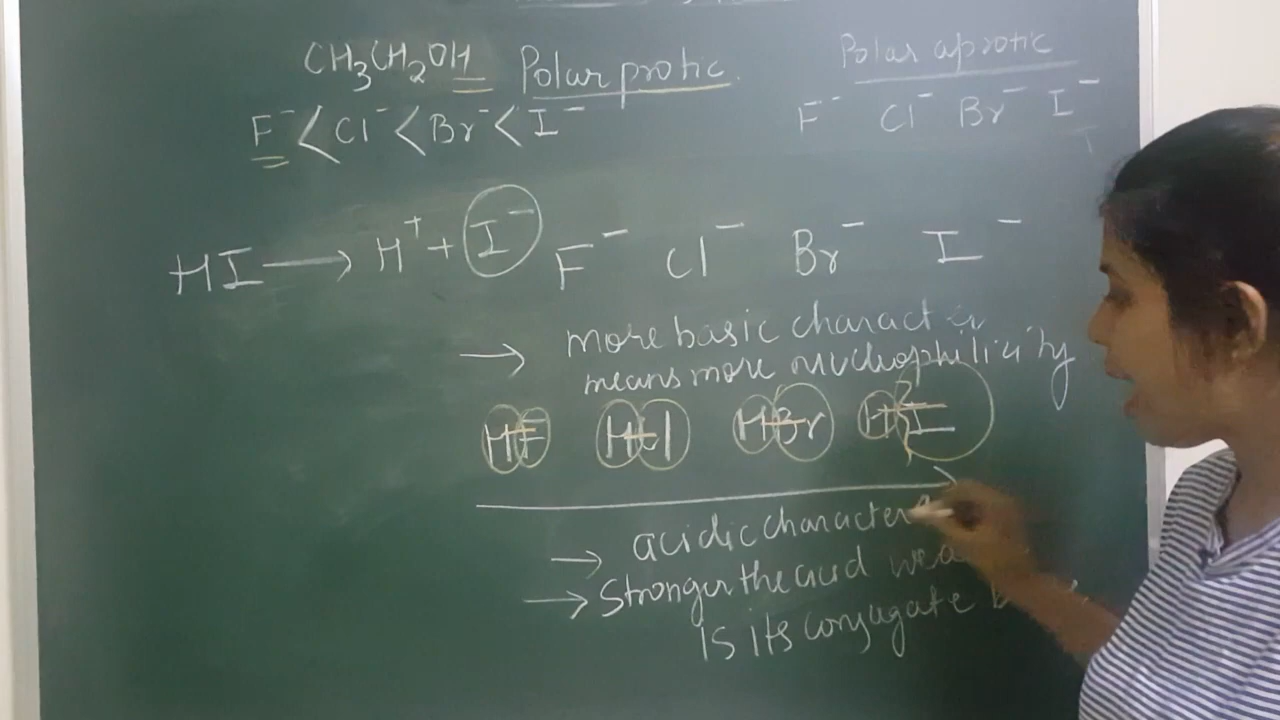 CH₃CH₂OH Polar protic.
Polar aprotic
F⁻ < Cl⁻ < Br⁻ < I⁻
F⁻ Cl⁻ Br⁻ I⁻
HI ⟶ H⁺ + I⁻
F⁻ Cl⁻ Br⁻ I⁻
→ more basic character
means more nucleophilicity
HF HCl HBr HI
→ acidic character
→ Stronger the acid
is its conjugate